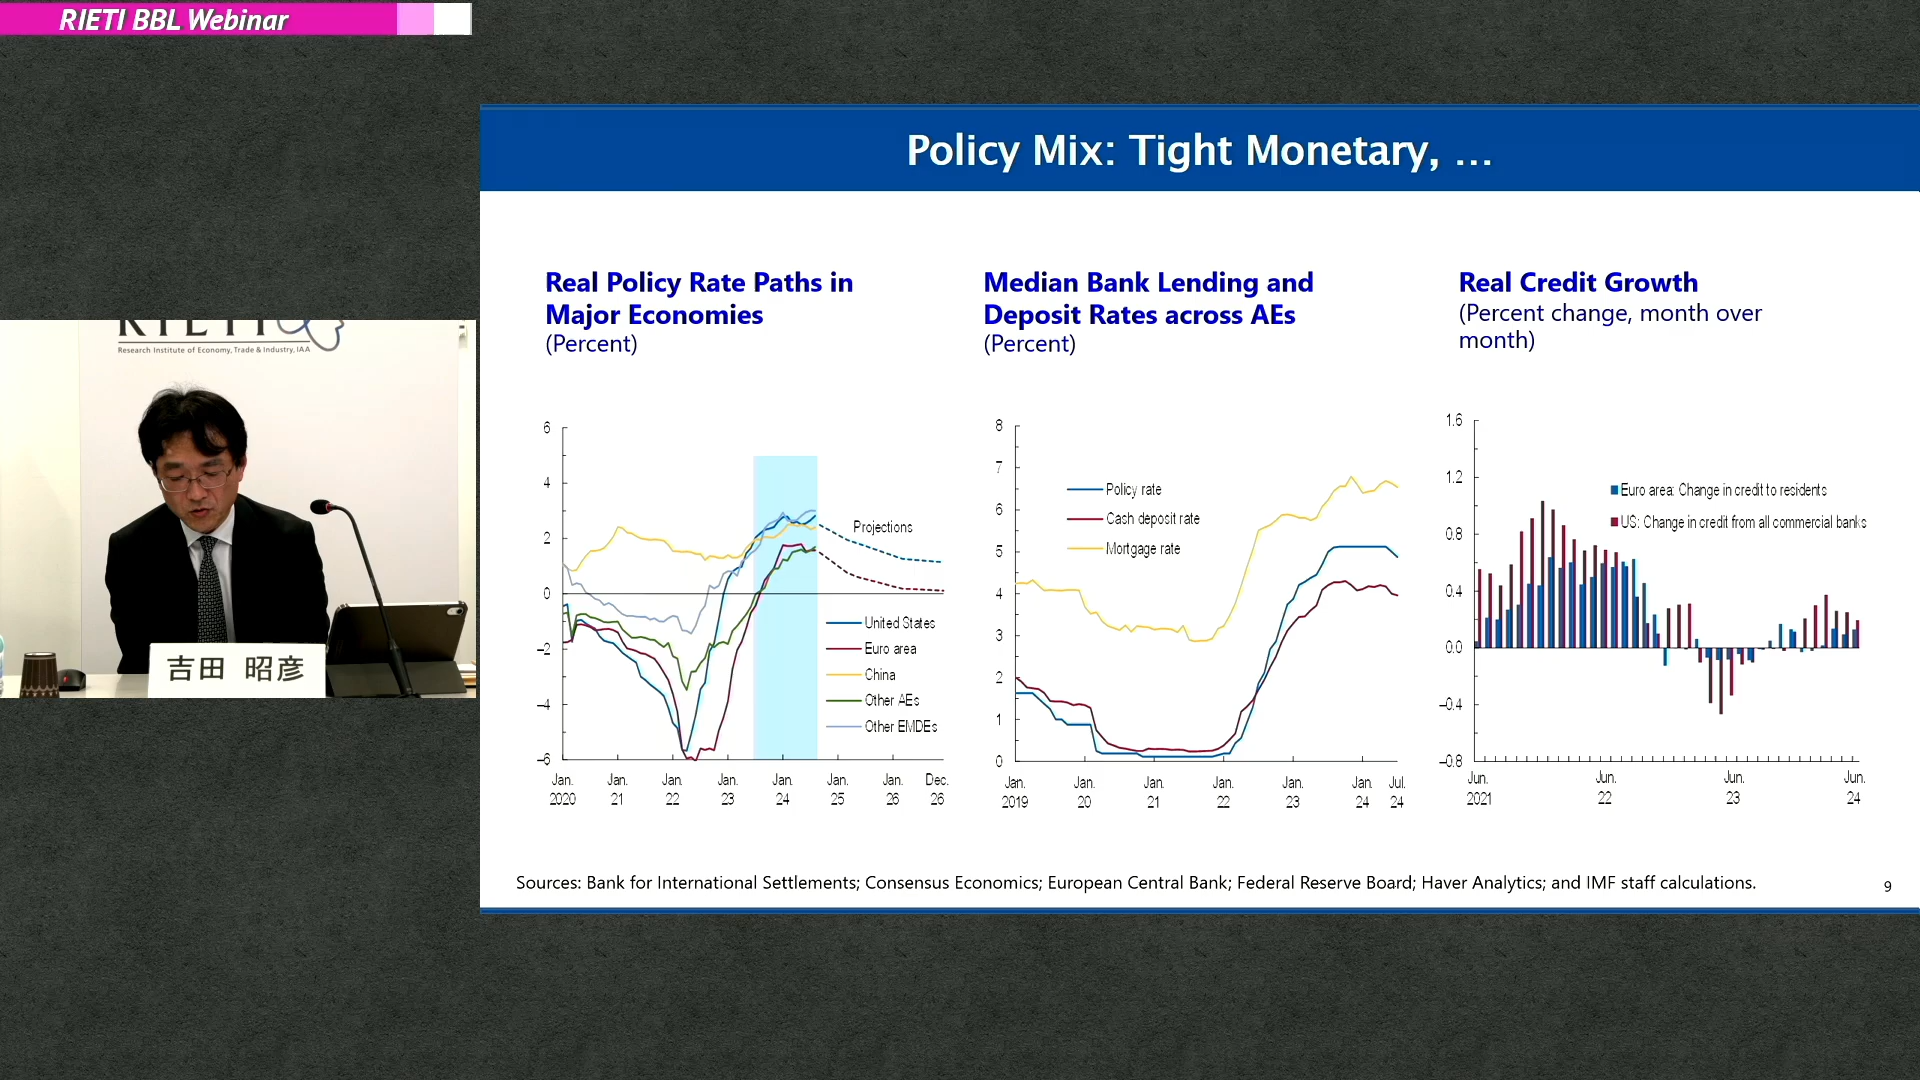 RIETI BBL Webinar
RIETI
Research Institute of Economy, Trade & Industry, IAA
吉田 昭彦
Policy Mix: Tight Monetary, ...
Real Policy Rate Paths in
Major Economies
(Percent)
6
4
2
0
–2
–4
–6
Projections
United States
Euro area
China
Other AEs
Other EMDEs
Jan. Jan. Jan. Jan. Jan. Jan. Jan. Dec.
2020 21 22 23 24 25 26 26
Median Bank Lending and
Deposit Rates across AEs
(Percent)
8
7
6
5
4
3
2
1
0
Policy rate
Cash deposit rate
Mortgage rate
Jan. Jan. Jan. Jan. Jan. Jan. Jul.
2019 20 21 22 23 24 24
Real Credit Growth
(Percent change, month over
month)
1.6
1.2
0.8
0.4
0.0
–0.4
–0.8
Euro area: Change in credit to residents
US: Change in credit from all commercial banks
Jun. Jun. Jun. Jun.
2021 22 23 24
Sources: Bank for International Settlements; Consensus Economics; European Central Bank; Federal Reserve Board; Haver Analytics; and IMF staff calculations.
9